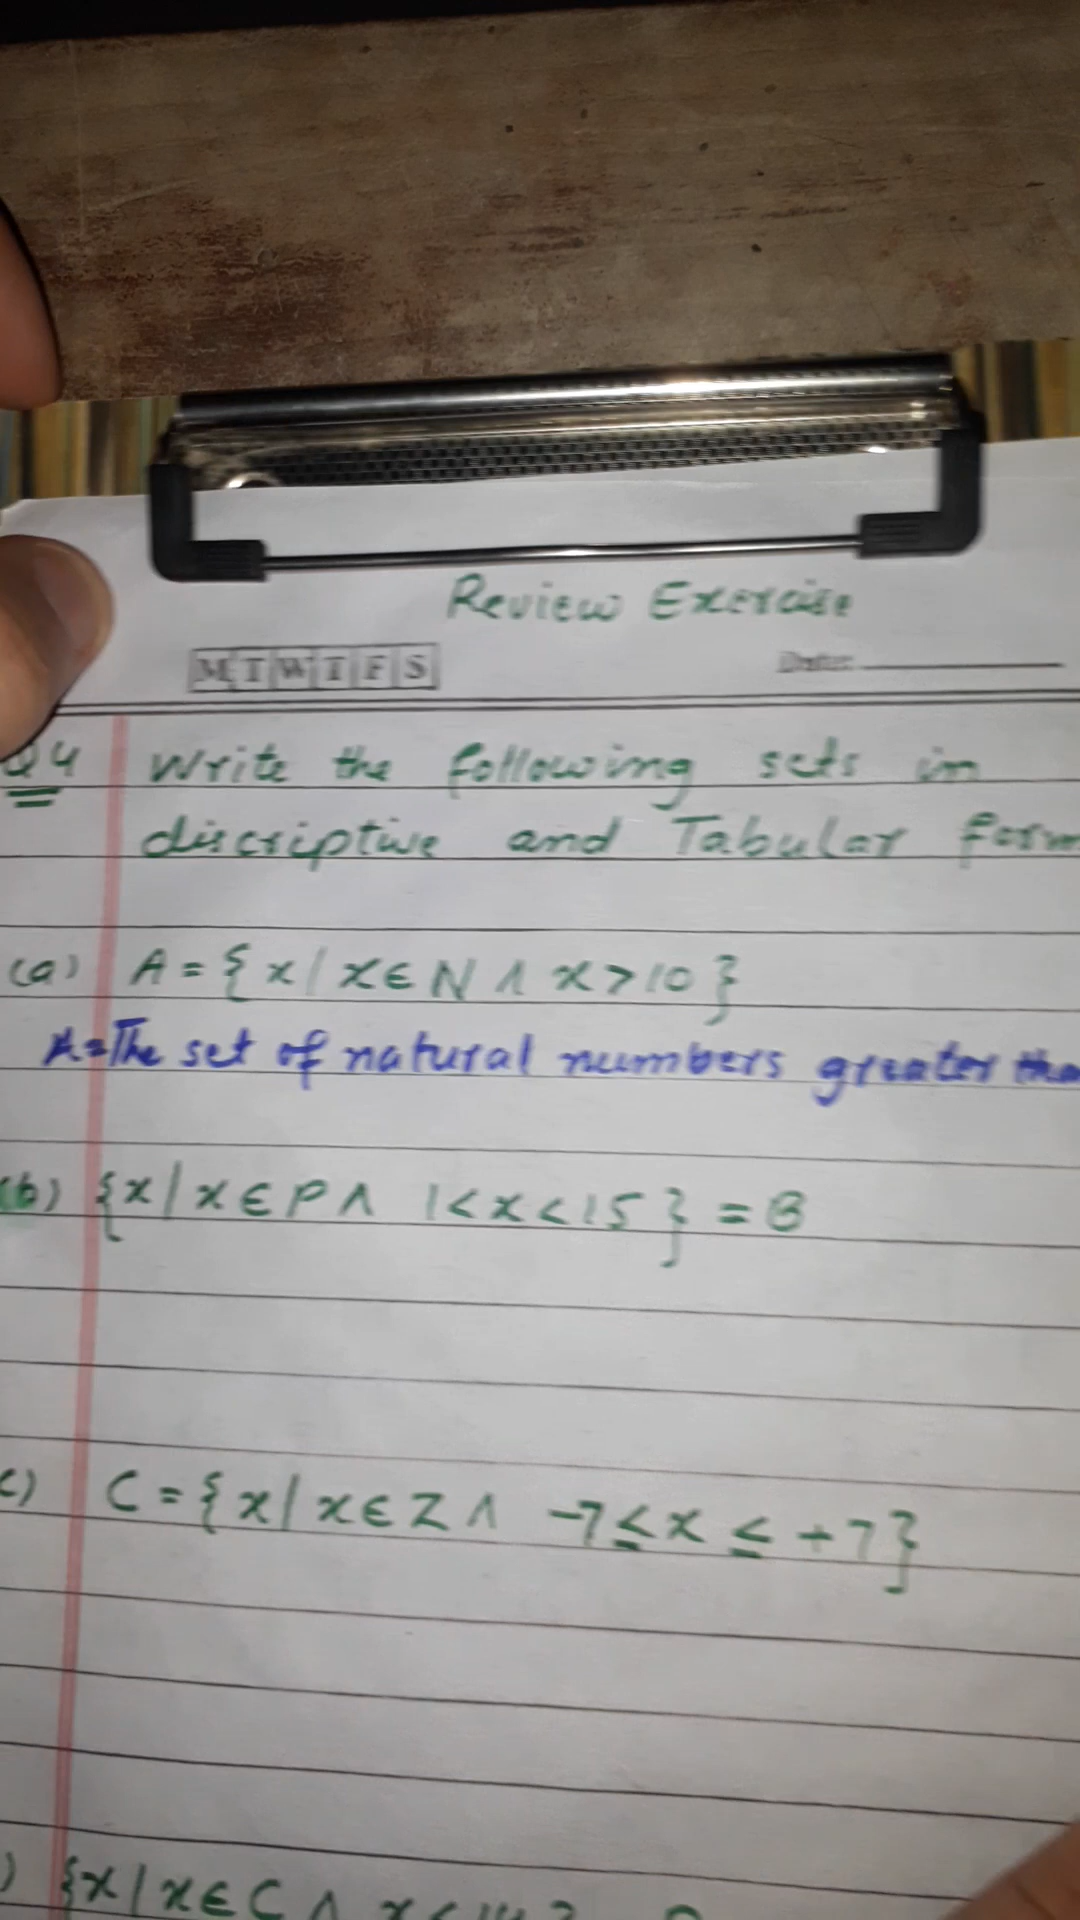 Review Exercise
M T W T F S Date:
Q4 Write the following sets in
discriptive and Tabular form
(a) A = { x / x ∈ N ∧ x > 10 }
A = The set of natural numbers greater
(b) {x / x ∈ P ∧ 1 < x < 15 } = B
c) C = { x / x ∈ Z ∧ -7 ≤ x ≤ +7 }
) {x / x ∈ C ∧ x <